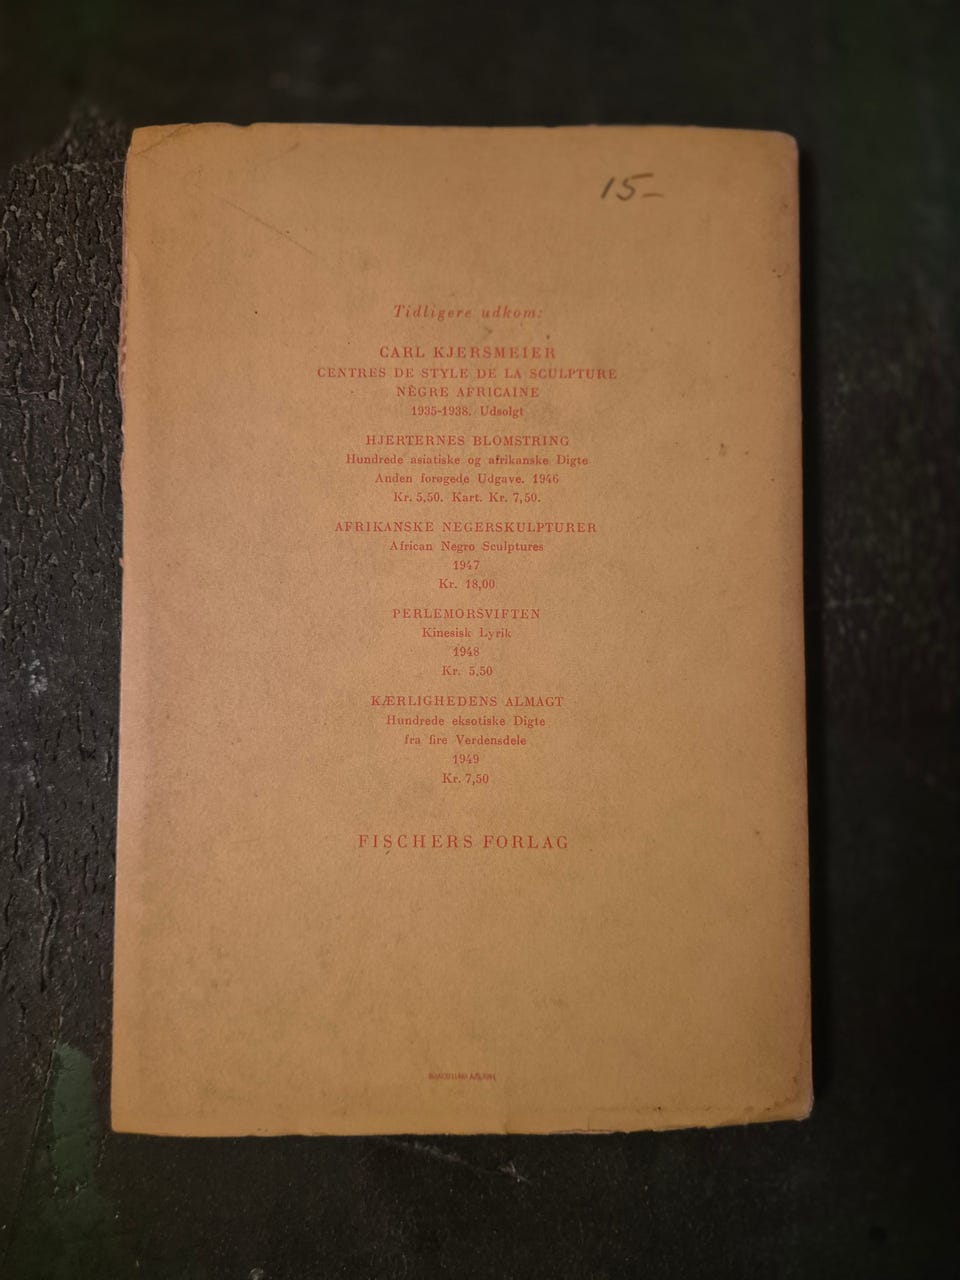 15-
Tidligere udkom:
CARL KJERSMEIER
CENTRES DE STYLE DE LA SCULPTURE
NÈGRE AFRICAINE
1935-1938. Udsolgt
HJERTERNES BLOMSTRING
Hundrede asiatiske og afrikanske Digte
Anden forøgede Udgave. 1946
Kr. 5,50. Kart. Kr. 7,50.
AFRIKANSKE NEGERSKULPTURER
African Negro Sculptures
1947
Kr. 18,00
PERLEMORSVIFTEN
Kinesisk Lyrik
1948
Kr. 5,50
KÆRLIGHEDENS ALMAGT
Hundrede eksotiske Digte
fra fire Verdensdele
1949
Kr. 7,50
FISCHERS FORLAG